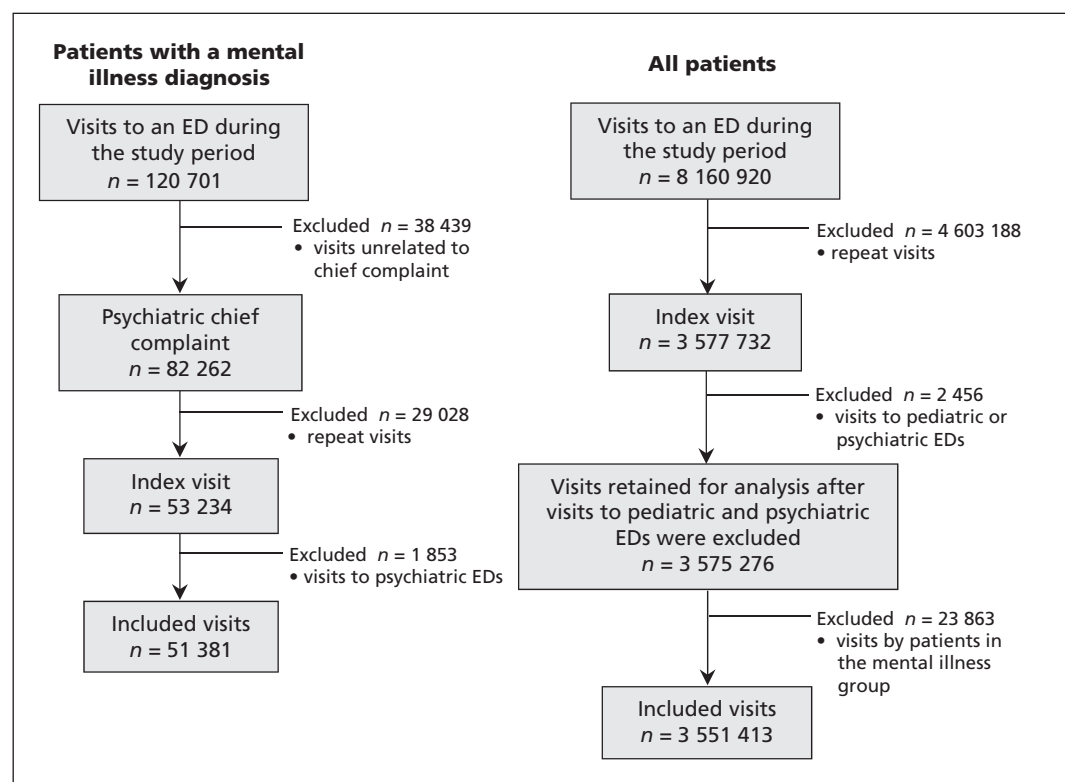 Patients with a mental
illness diagnosis
Visits to an ED during
the study period
n = 120 701
Excluded n = 38 439
• visits unrelated to
chief complaint
Psychiatric chief
complaint
n = 82 262
Excluded n = 29 028
• repeat visits
Index visit
n = 53 234
Excluded n = 1 853
• visits to psychiatric EDs
Included visits
n = 51 381
All patients
Visits to an ED during
the study period
n = 8 160 920
Excluded n = 4 603 188
• repeat visits
Index visit
n = 3 577 732
Excluded n = 2 456
• visits to pediatric or
psychiatric EDs
Visits retained for analysis after
visits to pediatric and psychiatric
EDs were excluded
n = 3 575 276
Excluded n = 23 863
• visits by patients in
the mental illness
group
Included visits
n = 3 551 413